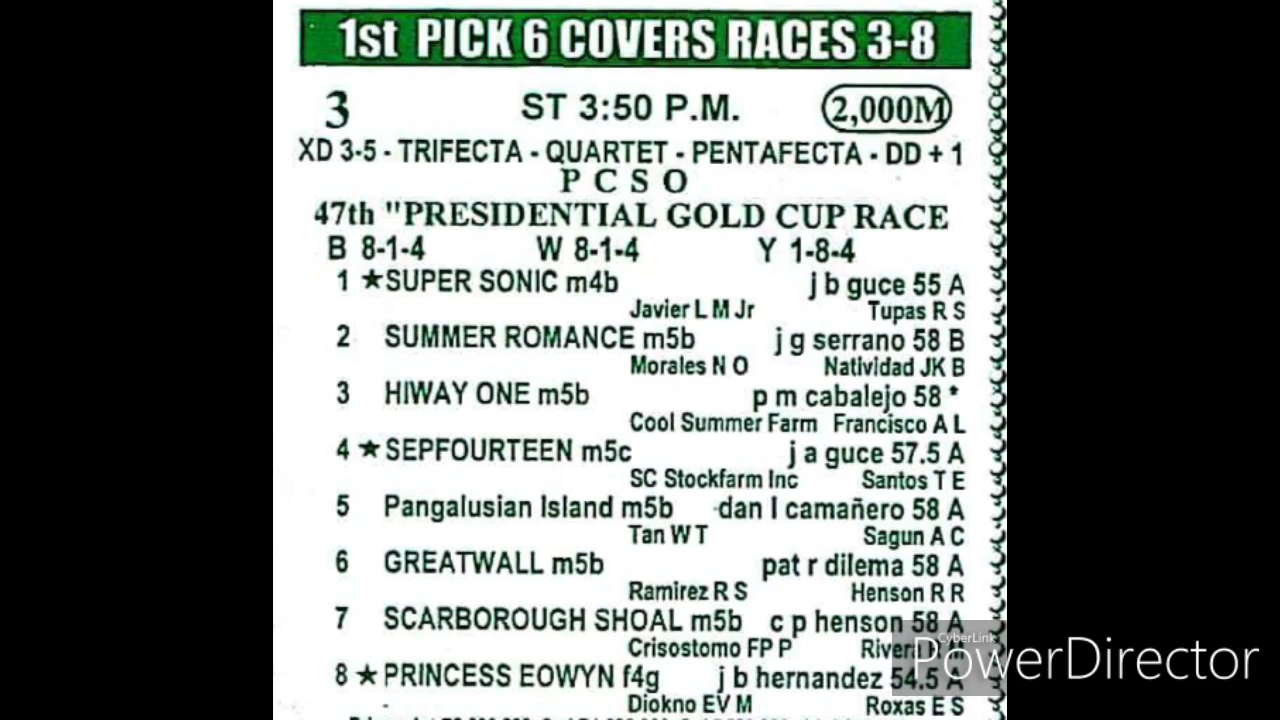 1st PICK 6 COVERS RACES 3-8
3 ST 3:50 P.M. 2,000M
XD 3-5 - TRIFECTA - QUARTET - PENTAFECTA - DD + 1
P C S O
47th "PRESIDENTIAL GOLD CUP RACE
B 8-1-4 W 8-1-4 Y 1-8-4
1 ★SUPER SONIC m4b j b guce 55 A
Javier L M Jr Tupas R S
2 SUMMER ROMANCE m5b j g serrano 58 B
Morales N O Natividad JK B
3 HIWAY ONE m5b p m cabalejo 58 *
Cool Summer Farm Francisco A L
4 ★SEPFOURTEEN m5c j a guce 57.5 A
SC Stockfarm Inc Santos T E
5 Pangalusian Island m5b dan l camañero 58 A
Tan W T Sagun A C
6 GREATWALL m5b pat r dilema 58 A
Ramirez R S Henson R R
7 SCARBOROUGH SHOAL m5b c p henson 58 A
Crisostomo FP P
8 ★PRINCESS EOWYN f4g j b hernandez 54.5 A
Diokno EV M Roxas E S
CyberLink
PowerDirector